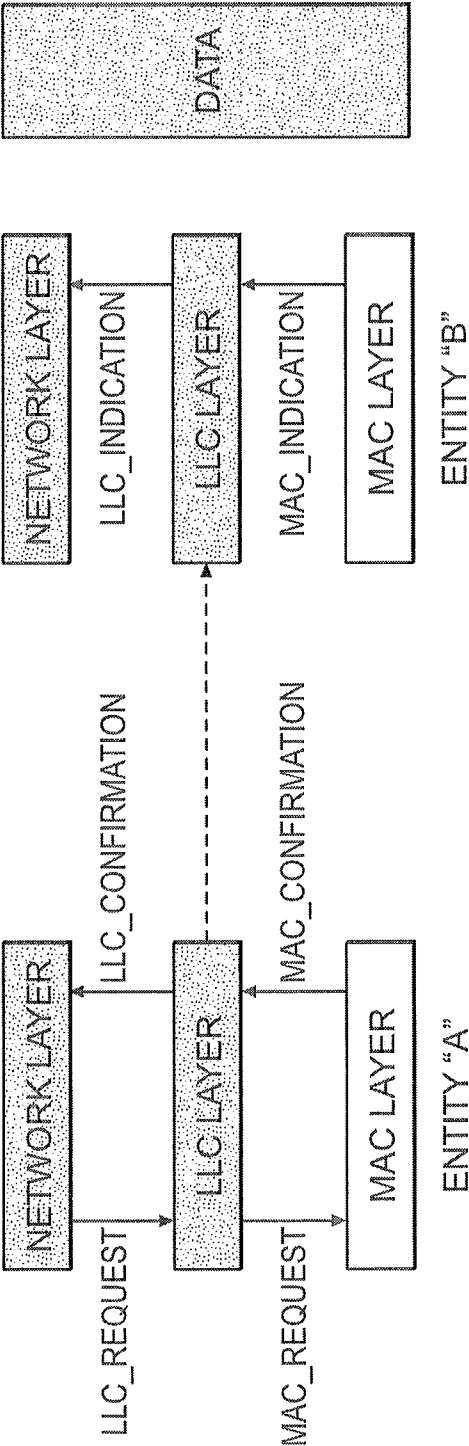 NETWORK LAYER
LLC_REQUEST
LLC_CONFIRMATION
LLC LAYER
MAC_REQUEST
MAC_CONFIRMATION
MAC LAYER
ENTITY “A”
NETWORK LAYER
LLC_INDICATION
LLC LAYER
MAC_INDICATION
MAC LAYER
ENTITY “B”
DATA